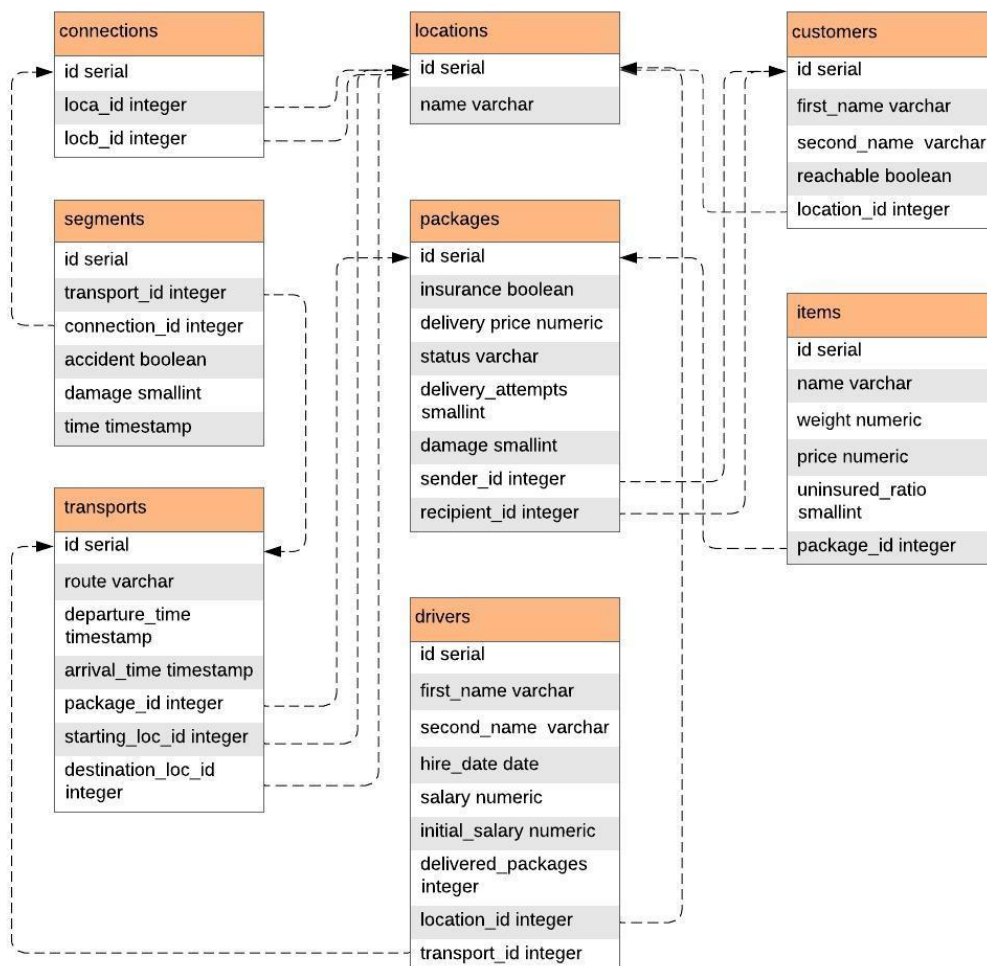 connections
id serial
loca_id integer
locb_id integer
segments
id serial
transport_id integer
connection_id integer
accident boolean
damage smallint
time timestamp
transports
id serial
route varchar
departure_time
timestamp
arrival_time timestamp
package_id integer
starting_loc_id integer
destination_loc_id
integer
locations
id serial
name varchar
packages
id serial
insurance boolean
delivery price numeric
status varchar
delivery_attempts
smallint
damage smallint
sender_id integer
recipient_id integer
drivers
id serial
first_name varchar
second_name varchar
hire_date date
salary numeric
initial_salary numeric
delivered_packages
integer
location_id integer
transport_id integer
customers
id serial
first_name varchar
second_name varchar
reachable boolean
location_id integer
items
id serial
name varchar
weight numeric
price numeric
uninsured_ratio
smallint
package_id integer